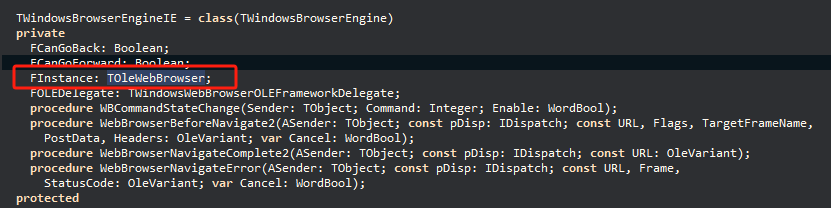 TWindowsBrowserEngineIE = class(TWindowsBrowserEngine)
private
FCanGoBack: Boolean;
FCanGoForward: Boolean;
FInstance: TOleWebBrowser;
FOLEDelegate: TWindowsWebBrowserOLEFrameworkDelegate;
procedure WBCommandStateChange(Sender: TObject; Command: Integer; Enable: WordBool);
procedure WebBrowserBeforeNavigate2(ASender: TObject; const pDisp: IDispatch; const URL, Flags, TargetFrameName,
PostData, Headers: OleVariant; var Cancel: WordBool);
procedure WebBrowserNavigateComplete2(ASender: TObject; const pDisp: IDispatch; const URL: OleVariant);
procedure WebBrowserNavigateError(ASender: TObject; const pDisp: IDispatch; const URL, Frame,
StatusCode: OleVariant; var Cancel: WordBool);
protected